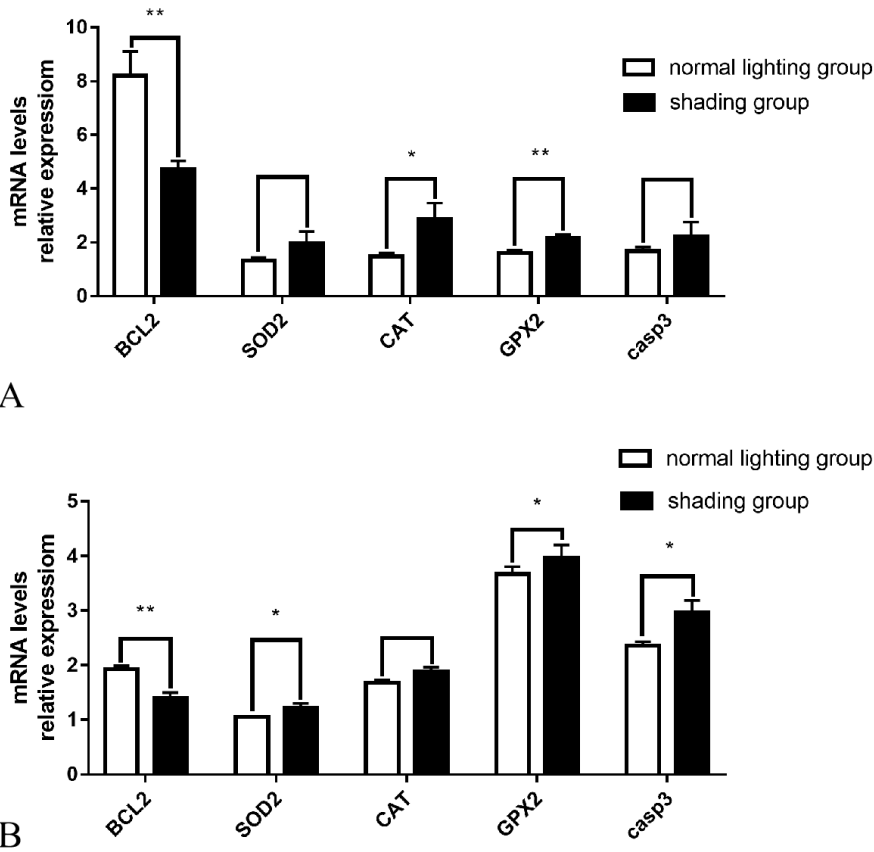 10
8
6
4
2
0
mRNA levels
relative expressiom
**
*
**
normal lighting group
shading group
BCL2
SOD2
CAT
GPX2
casp3
A
5
4
3
2
1
0
mRNA levels
relative expressiom
**
*
*
*
normal lighting group
shading group
BCL2
SOD2
CAT
GPX2
casp3
B